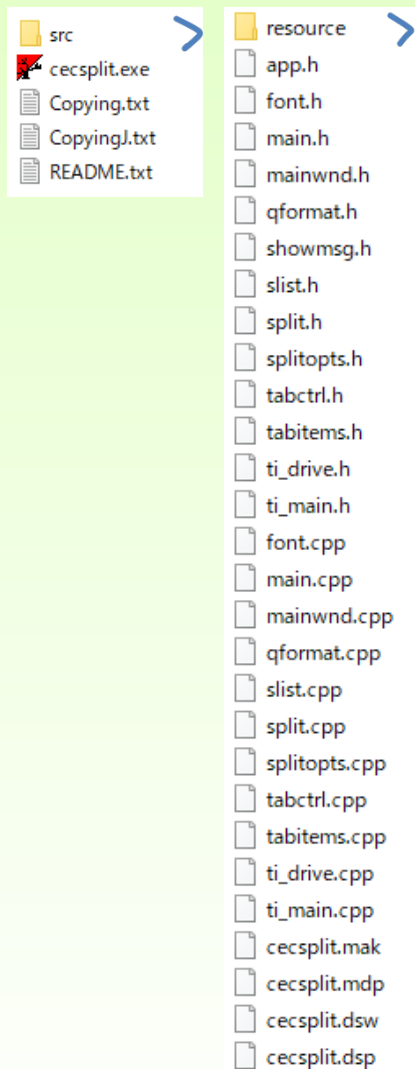 src
cecsplit.exe
Copying.txt
CopyingJ.txt
README.txt
resource
app.h
font.h
main.h
mainwnd.h
qformat.h
showmsg.h
slist.h
split.h
splitopts.h
tabctrl.h
tabitems.h
ti_drive.h
ti_main.h
font.cpp
main.cpp
mainwnd.cpp
qformat.cpp
slist.cpp
split.cpp
splitopts.cpp
tabctrl.cpp
tabitems.cpp
ti_drive.cpp
ti_main.cpp
cecsplit.mak
cecsplit.mdp
cecsplit.dsw
cecsplit.dsp